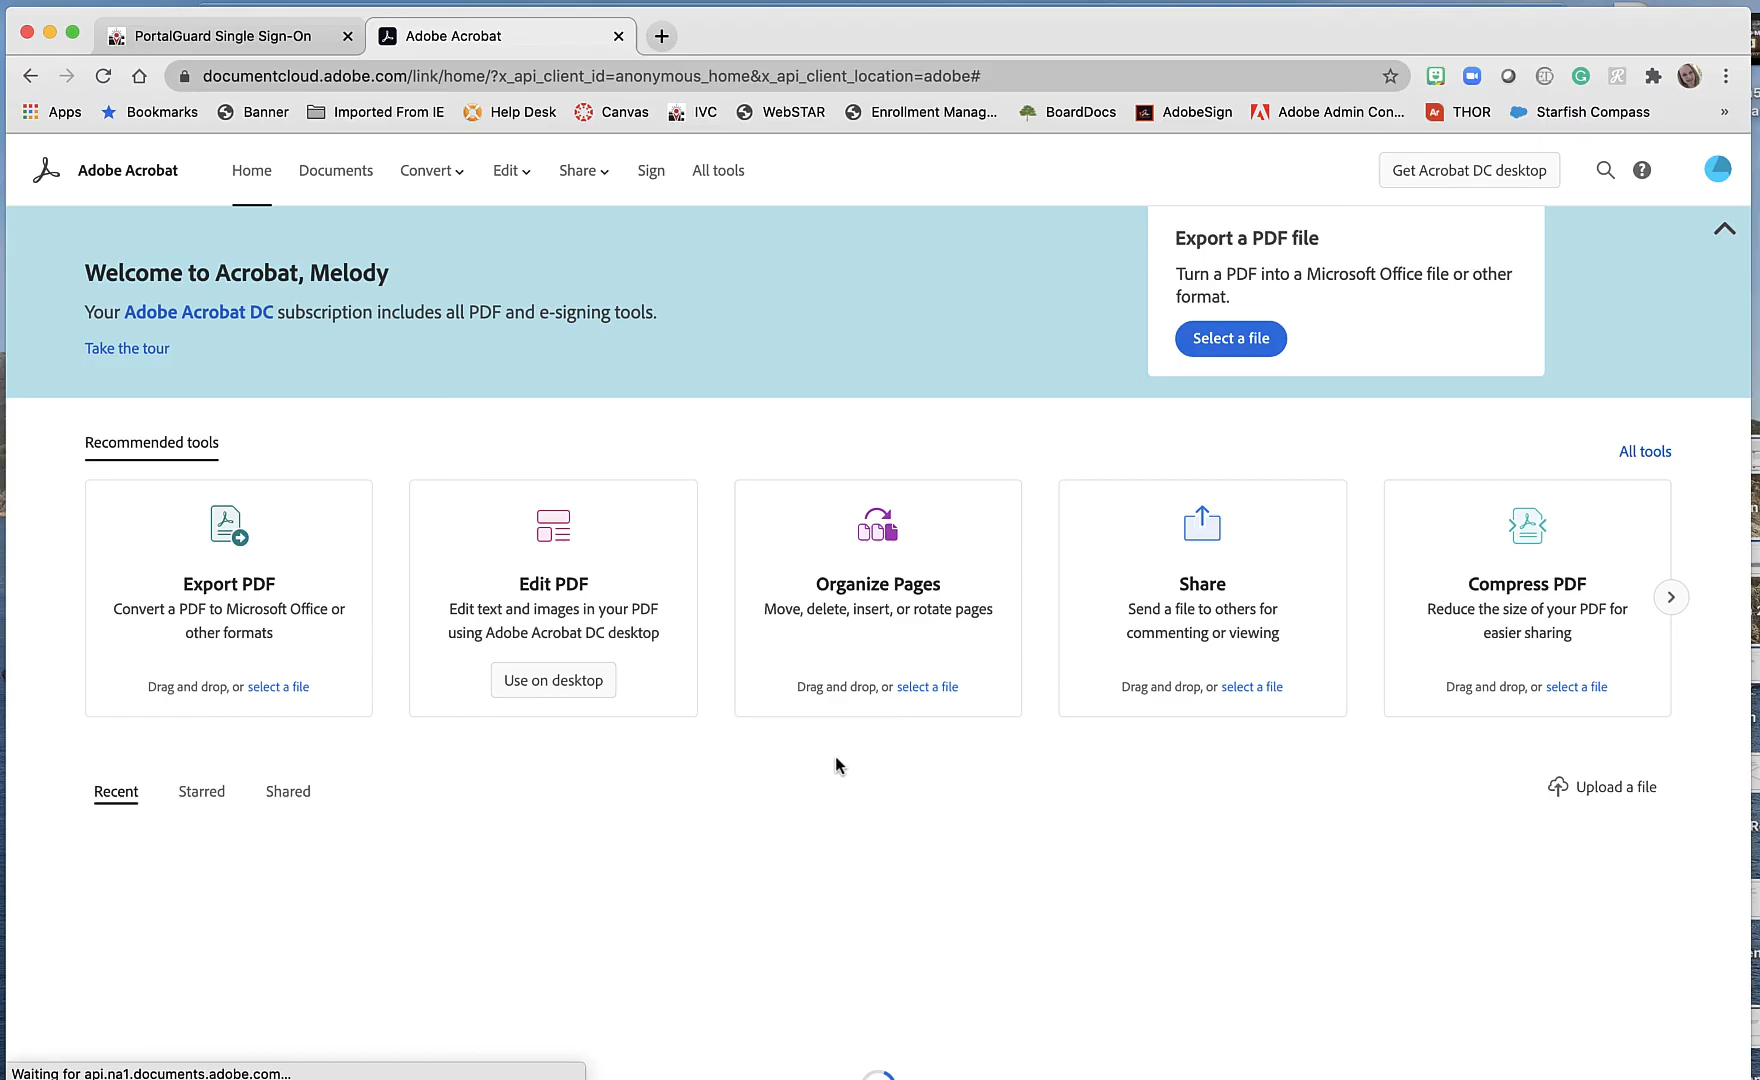 PortalGuard Single Sign-On
Adobe Acrobat
documentcloud.adobe.com/link/home/?x_api_client_id=anonymous_home&x_api_client_location=adobe#
Apps Bookmarks Banner Imported From IE Help Desk Canvas IVC WebSTAR Enrollment Manag... BoardDocs AdobeSign Adobe Admin Con... Ar THOR Starfish Compass »
Adobe Acrobat Home Documents Convert Edit Share Sign All tools Get Acrobat DC desktop
Welcome to Acrobat, Melody
Your Adobe Acrobat DC subscription includes all PDF and e-signing tools.
Take the tour
Export a PDF file
Turn a PDF into a Microsoft Office file or other
format.
Select a file
Recommended tools
All tools
Export PDF
Convert a PDF to Microsoft Office or
other formats
Drag and drop, or select a file
Edit PDF
Edit text and images in your PDF
using Adobe Acrobat DC desktop
Use on desktop
Organize Pages
Move, delete, insert, or rotate pages
Drag and drop, or select a file
Share
Send a file to others for
commenting or viewing
Drag and drop, or select a file
Compress PDF
Reduce the size of your PDF for
easier sharing
Drag and drop, or select a file
Recent Starred Shared
Upload a file
Waiting for api.na1.documents.adobe.com...